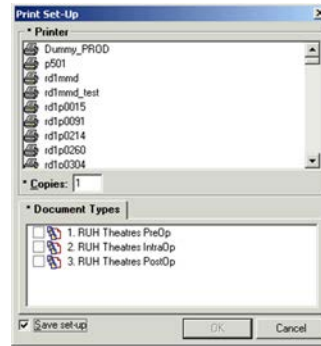 Print Set-Up
* Printer
Dummy_PROD
p501
rd1mmd
rd1mmd_test
rd1p0015
rd1p0091
rd1p0214
rd1p0260
rd1p0304
* Copies: 1
* Document Types
1. RUH Theatres PreOp
2. RUH Theatres IntraOp
3. RUH Theatres PostOp
Save set-up
OK
Cancel